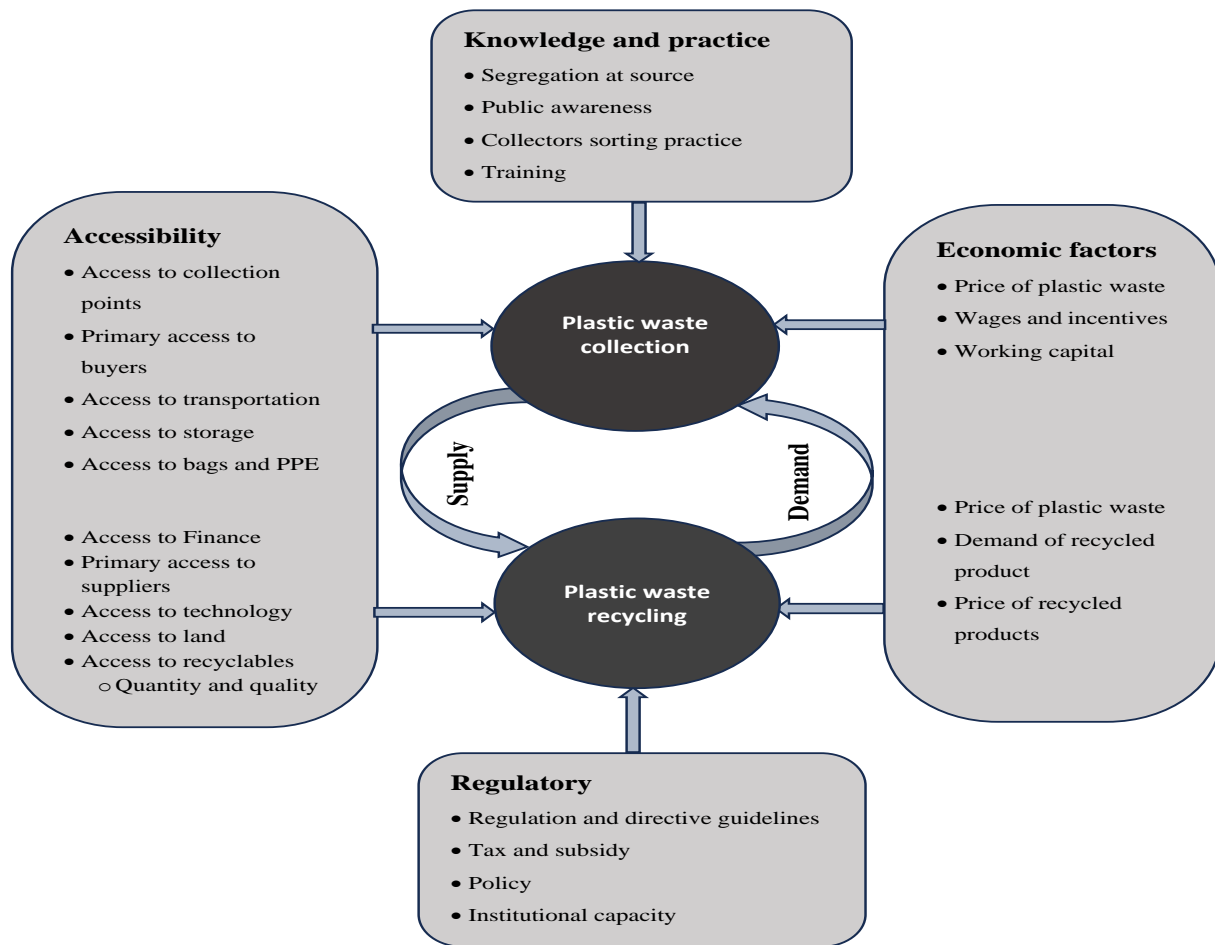 Knowledge and practice
• Segregation at source
• Public awareness
• Collectors sorting practice
• Training
Accessibility
• Access to collection
points
• Primary access to
buyers
• Access to transportation
• Access to storage
• Access to bags and PPE
• Access to Finance
• Primary access to
suppliers
• Access to technology
• Access to land
• Access to recyclables
○ Quantity and quality
Plastic waste
collection
Supply
Demand
Plastic waste
recycling
Economic factors
• Price of plastic waste
• Wages and incentives
• Working capital
• Price of plastic waste
• Demand of recycled
product
• Price of recycled
products
Regulatory
• Regulation and directive guidelines
• Tax and subsidy
• Policy
• Institutional capacity